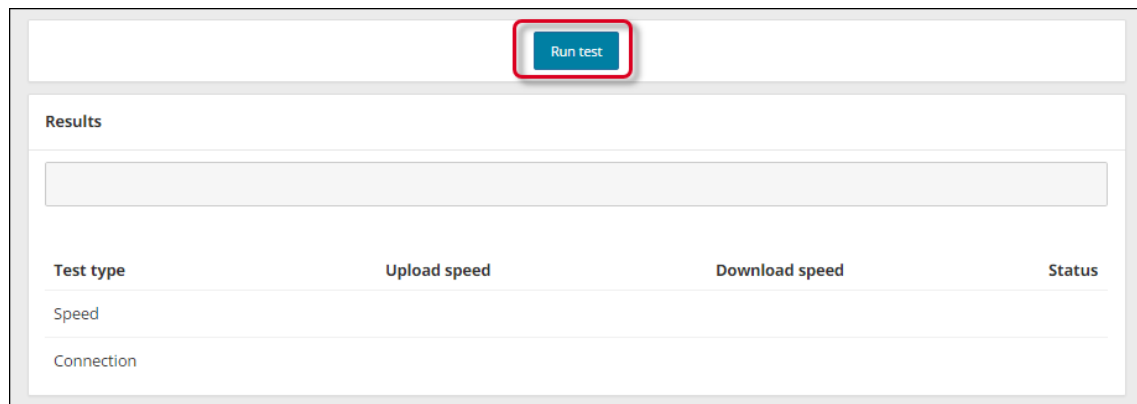 Run test
Results
Test type Upload speed Download speed Status
Speed
Connection